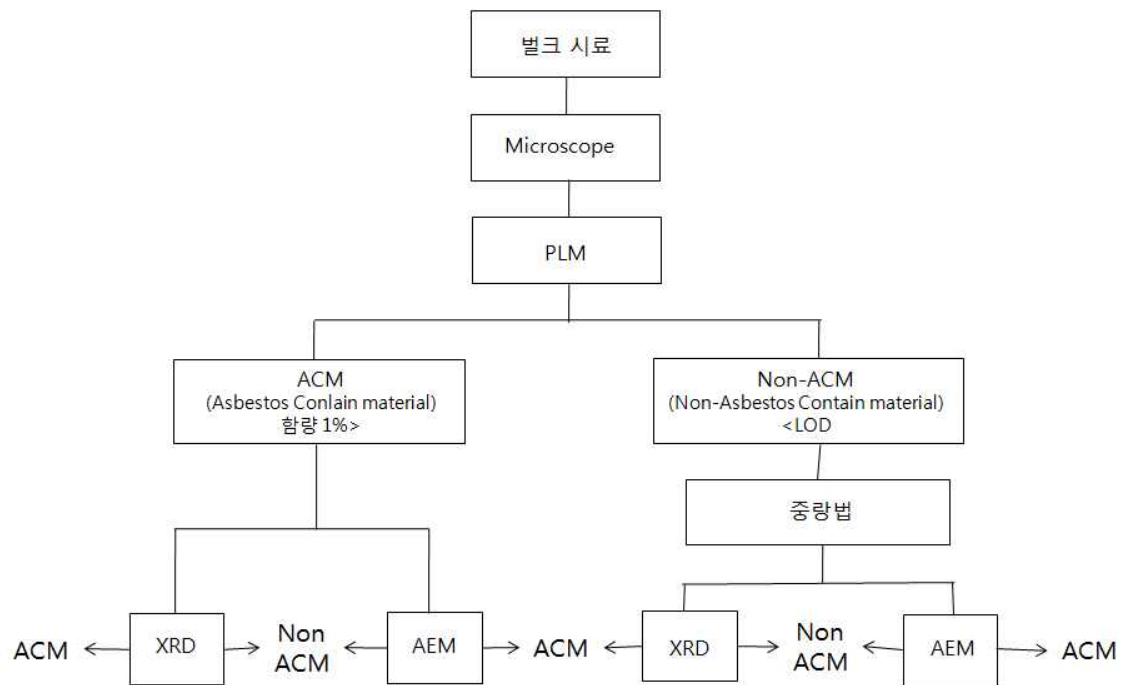 벌크 시료
Microscope
PLM
ACM
(Asbestos Conlain material)
함량 1%>
Non-ACM
(Non-Asbestos Contain material)
<LOD
중량법
ACM
XRD
Non
ACM
AEM
ACM
XRD
Non
ACM
AEM
ACM